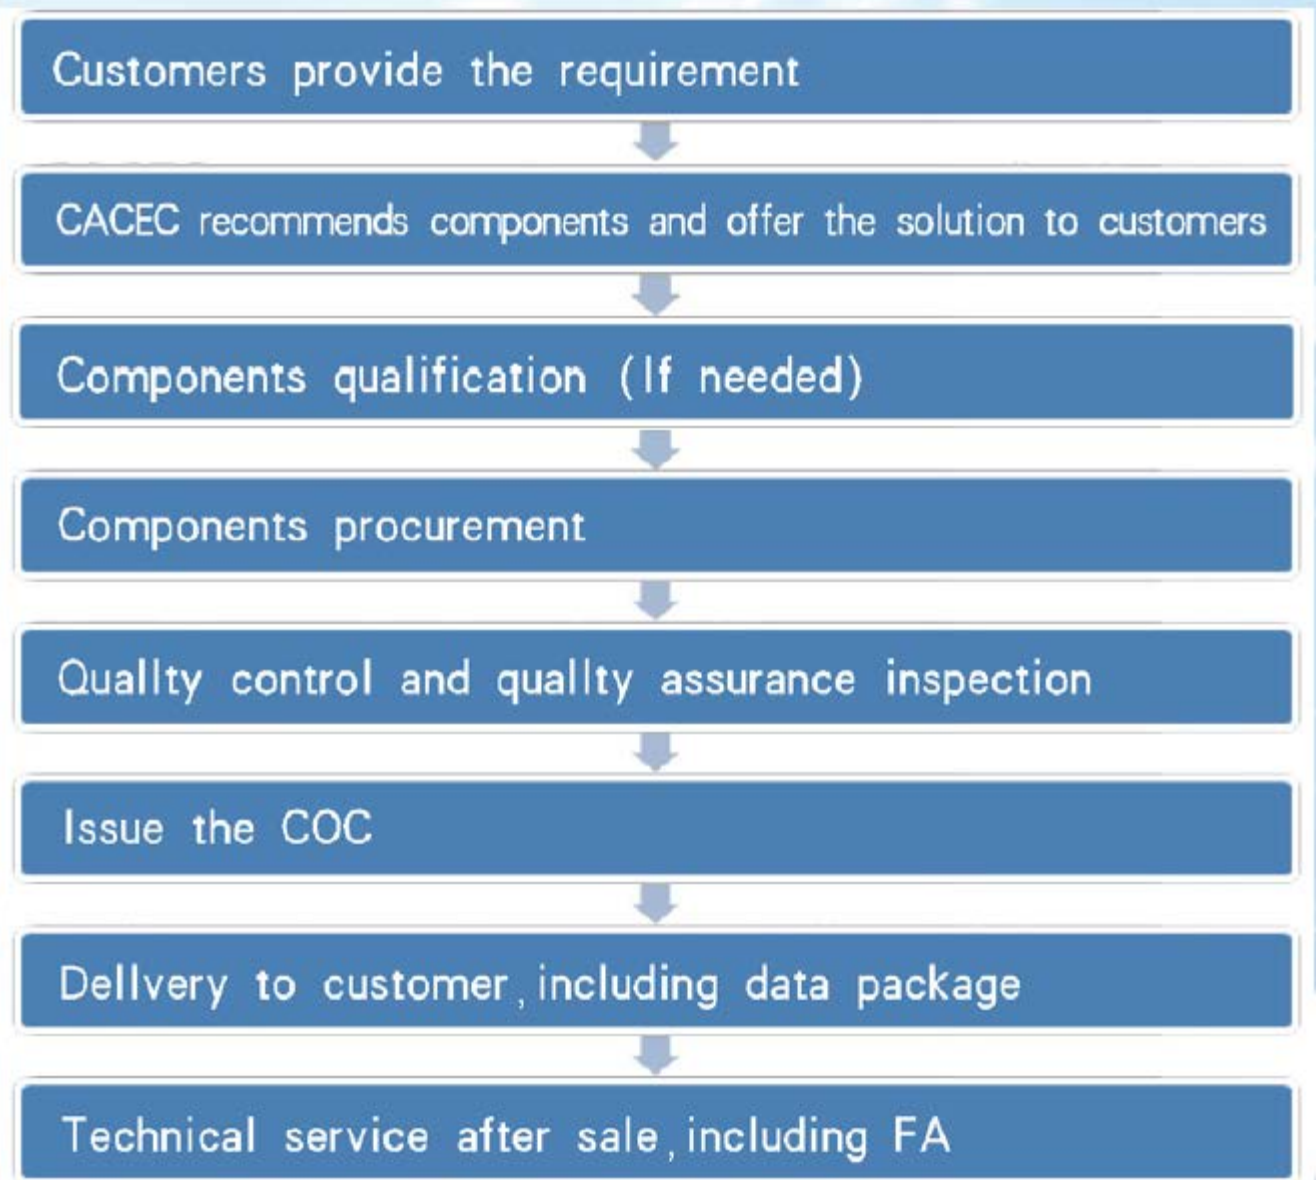 Customers provide the requirement
CACEC recommends components and offer the solution to customers
Components qualification (If needed)
Components procurement
Quallty control and quallty assurance inspection
Issue the COC
Dellvery to customer, including data package
Technical service after sale, including FA